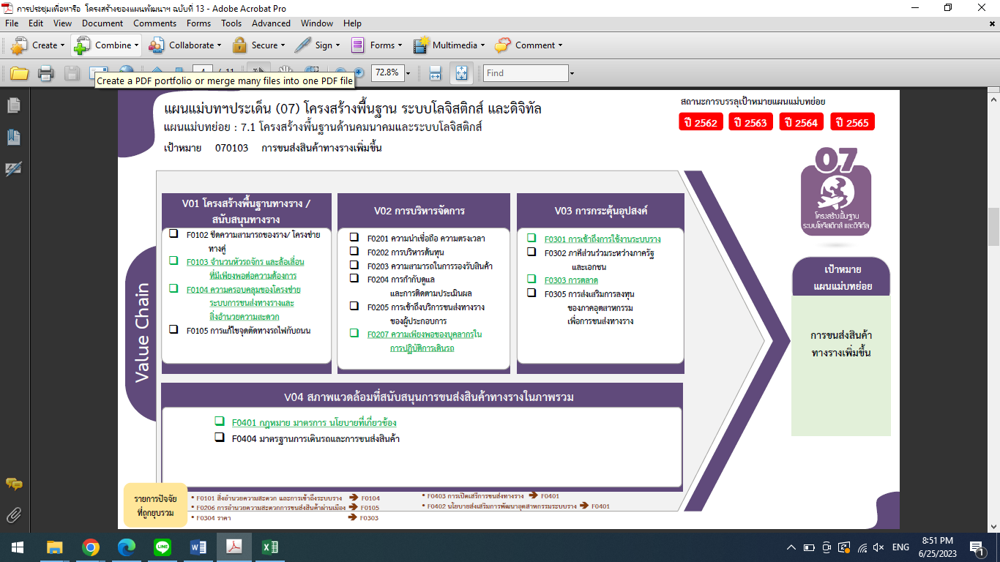 การประชุมเพื่อหารือ โครงสร้างของแผนพัฒนาฯ ฉบับที่ 13 - Adobe Acrobat Pro
File Edit View Document Comments Forms Tools Advanced Window Help
Create Combine Collaborate Secure Sign Forms Multimedia Comment
4 / 11 72.8% Find
Create a PDF portfolio or merge many files into one PDF file
แผนแม่บทฯประเด็น (07) โครงสร้างพื้นฐาน ระบบโลจิสติกส์ และดิจิทัล
แผนแม่บทย่อย : 7.1 โครงสร้างพื้นฐานด้านคมนาคมและระบบโลจิสติกส์
เป้าหมาย 070103 การขนส่งสินค้าทางรางเพิ่มขึ้น
สถานะการบรรลุเป้าหมายแผนแม่บทย่อย
ปี 2562 ปี 2563 ปี 2564 ปี 2565
07
โครงสร้างพื้นฐาน
ระบบโลจิสติกส์ และดิจิทัล
Value Chain
V01 โครงสร้างพื้นฐานทางราง /
สนับสนุนทางราง
F0102 ขีดความสามารถของราง/ โครงข่าย
ทางคู่
F0103 จำนวนหัวรถจักร และล้อเลื่อน
ที่มีเพียงพอต่อความต้องการ
F0104 ความครอบคลุมของโครงข่าย
ระบบการขนส่งทางรางและ
สิ่งอำนวยความสะดวก
F0105 การแก้ไขจุดตัดทางรถไฟกับถนน
V02 การบริหารจัดการ
F0201 ความน่าเชื่อถือ ความตรงเวลา
F0202 การบริหารต้นทุน
F0203 ความสามารถในการรองรับสินค้า
F0204 การกำกับดูแล
และการติดตามประเมินผล
F0205 การเข้าถึงบริการขนส่งทางราง
ของผู้ประกอบการ
F0207 ความเพียงพอของบุคลากรใน
การปฏิบัติการเดินรถ
V03 การกระตุ้นอุปสงค์
F0301 การเข้าถึงการใช้งานระบบราง
F0302 ภาคีส่วนร่วมระหว่างภาครัฐ
และเอกชน
F0303 การตลาด
F0305 การส่งเสริมการลงทุน
ของภาคอุตสาหกรรม
เพื่อการขนส่งทางราง
เป้าหมาย
แผนแม่บทย่อย
การขนส่งสินค้า
ทางรางเพิ่มขึ้น
V04 สภาพแวดล้อมที่สนับสนุนการขนส่งสินค้าทางรางในภาพรวม
F0401 กฎหมาย มาตรการ นโยบายที่เกี่ยวข้อง
F0404 มาตรฐานการเดินรถและการขนส่งสินค้า
รายการปัจจัย
ที่ถูกยุบรวม
• F0101 สิ่งอำนวยความสะดวก และการเข้าถึงระบบราง ➔ F0104
• F0206 การอำนวยความสะดวกการขนส่งสินค้าผ่านเมือง ➔ F0105
• F0304 ราคา ➔ F0303
• F0403 การเปิดเสรีการขนส่งทางราง ➔ F0401
• F0402 นโยบายส่งเสริมการพัฒนาอุตสาหกรรมระบบราง ➔ F0401
ENG
8:51 PM
6/25/2023
1